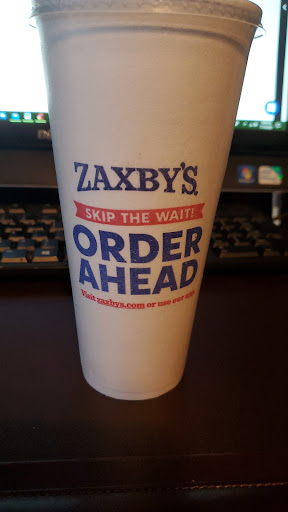 ZAXBY'S
SKIP THE WAIT!
ORDER
AHEAD
Visit zaxbys.com or use our app